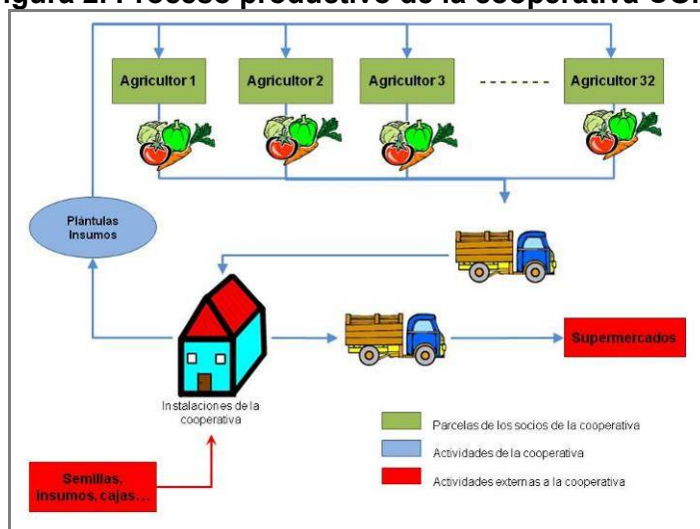 Figura 2. Proceso productivo de la cooperativa
Agricultor 1
Agricultor 2
Agricultor 3
Agricultor 32
Plántulas
Insumos
Supermercados
Instalaciones de la
cooperativa
Parcelas de los socios de la cooperativa
Actividades de la cooperativa
Actividades externas a la cooperativa
Semillas,
insumos, cajas...